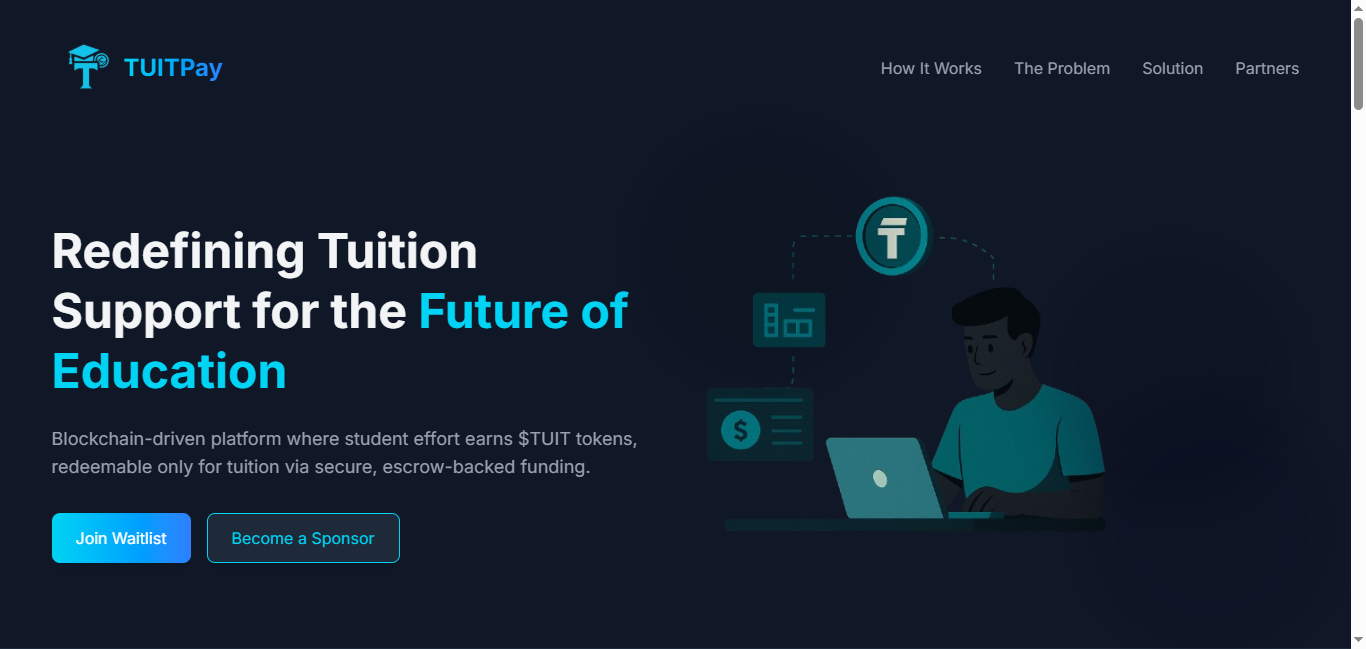 TUITPay
How It Works
The Problem
Solution
Partners
Redefining Tuition
Support for the Future of
Education
Blockchain-driven platform where student effort earns $TUIT tokens,
redeemable only for tuition via secure, escrow-backed funding.
Join Waitlist
Become a Sponsor
T
$